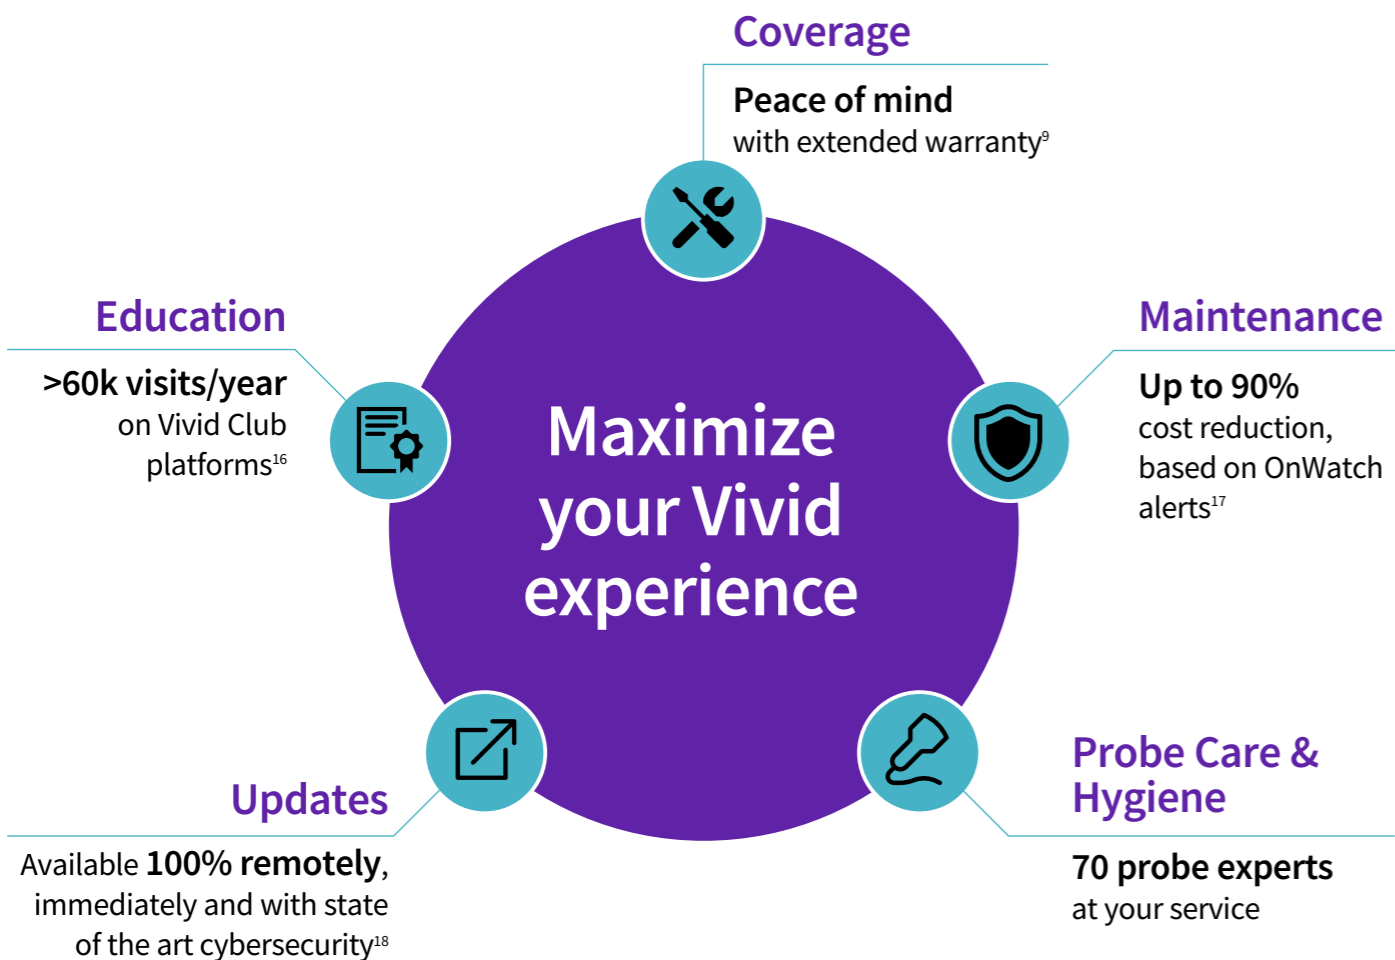 Coverage
Peace of mind
with extended warranty⁹
Education
>60k visits/year
on Vivid Club
platforms¹⁶
Maintenance
Up to 90%
cost reduction,
based on OnWatch
alerts¹⁷
Maximize
your Vivid
experience
Updates
Available 100% remotely,
immediately and with state
of the art cybersecurity¹⁸
Probe Care &
Hygiene
70 probe experts
at your service